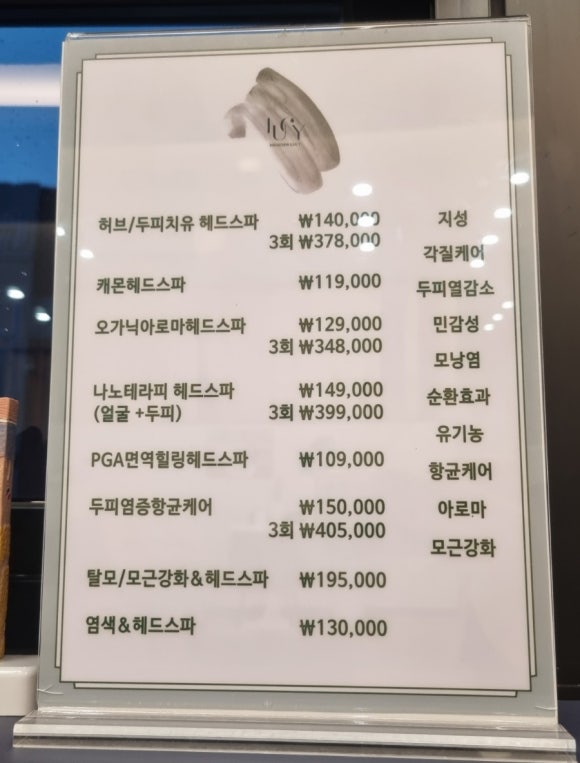 허브/두피치유 헤드스파 ₩140,000
3회 ₩378,000
캐몬헤드스파 ₩119,000
오가닉아로마헤드스파 ₩129,000
3회 ₩348,000
나노테라피 헤드스파 ₩149,000
(얼굴 +두피) 3회 ₩399,000
PGA면역힐링헤드스파 ₩109,000
두피염증항균케어 ₩150,000
3회 ₩405,000
탈모/모근강화&헤드스파 ₩195,000
염색&헤드스파 ₩130,000
지성
각질케어
두피열감소
민감성
모낭염
순환효과
유기농
항균케어
아로마
모근강화